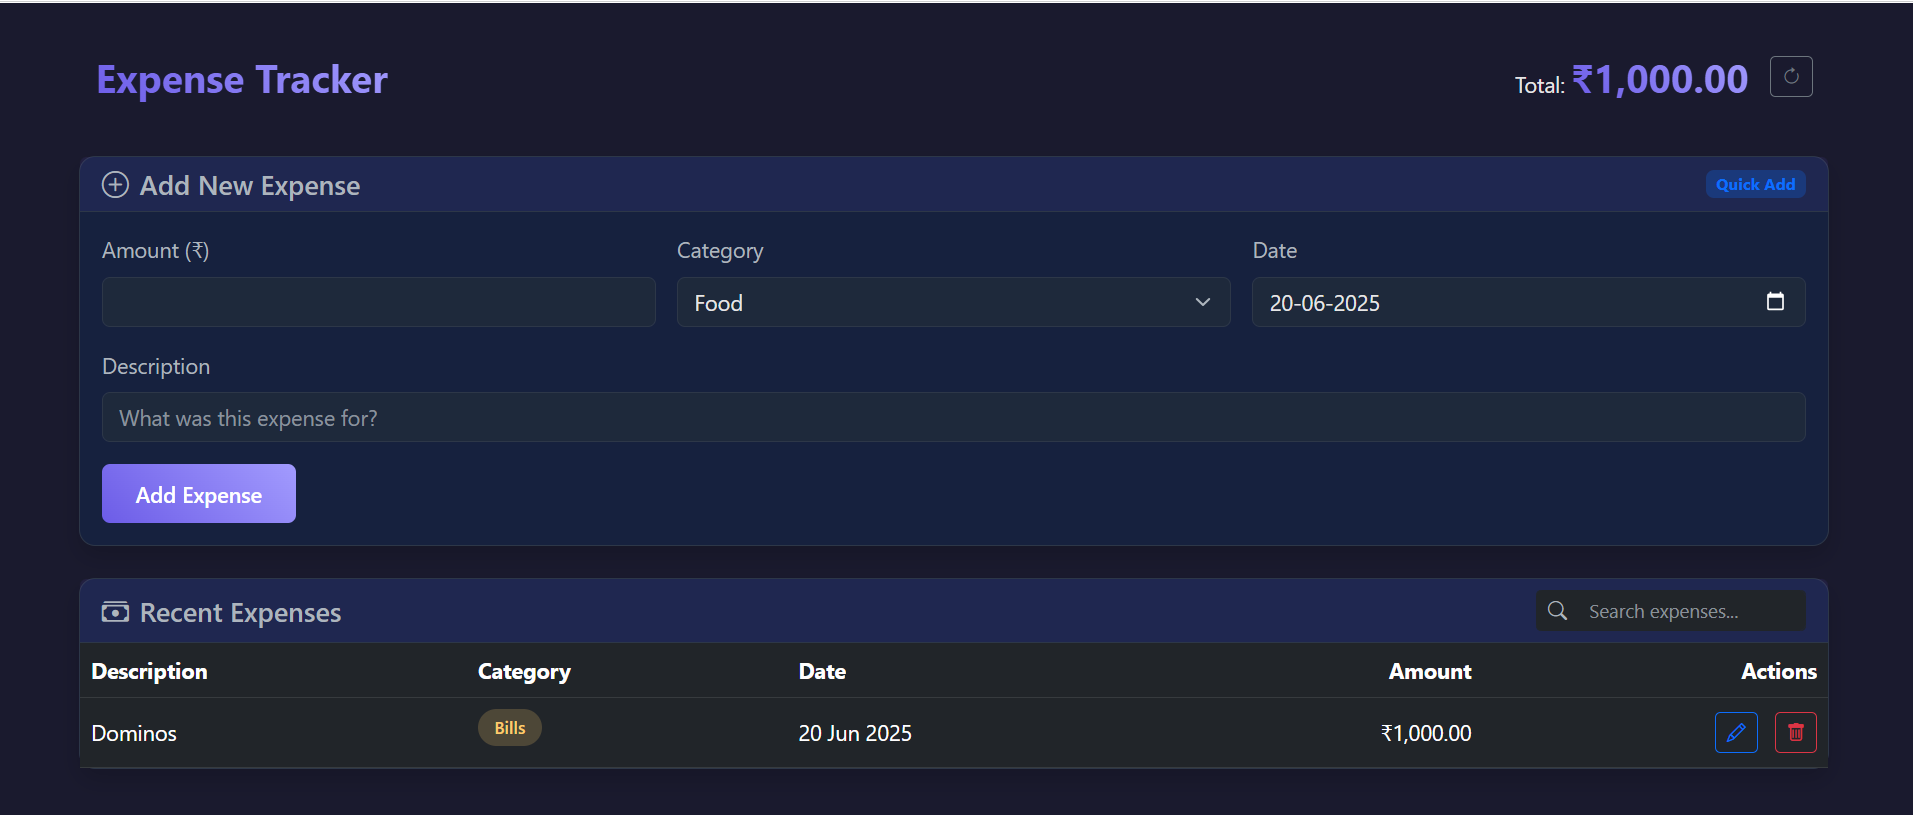 Expense Tracker
Total: ₹1,000.00
Add New Expense
Quick Add
Amount (₹)
Category
Date
Food
20-06-2025
Description
What was this expense for?
Add Expense
Recent Expenses
Search expenses...
Description Category Date Amount Actions
Dominos Bills 20 Jun 2025 ₹1,000.00